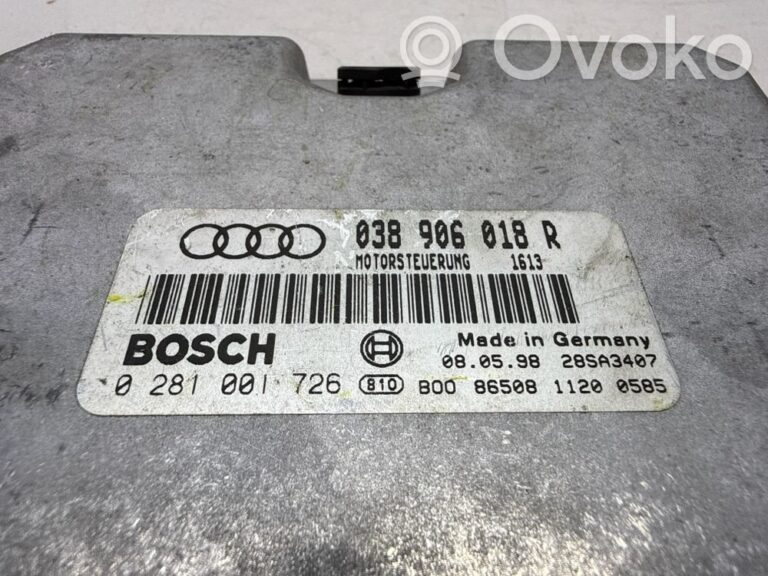 Ovoko
038 906 018 R
MOTORSTEUERUNG 1613
BOSCH
Made in Germany
08.05.98 28SA3407
0 281 001 726 810 B00 86508 1120 0585